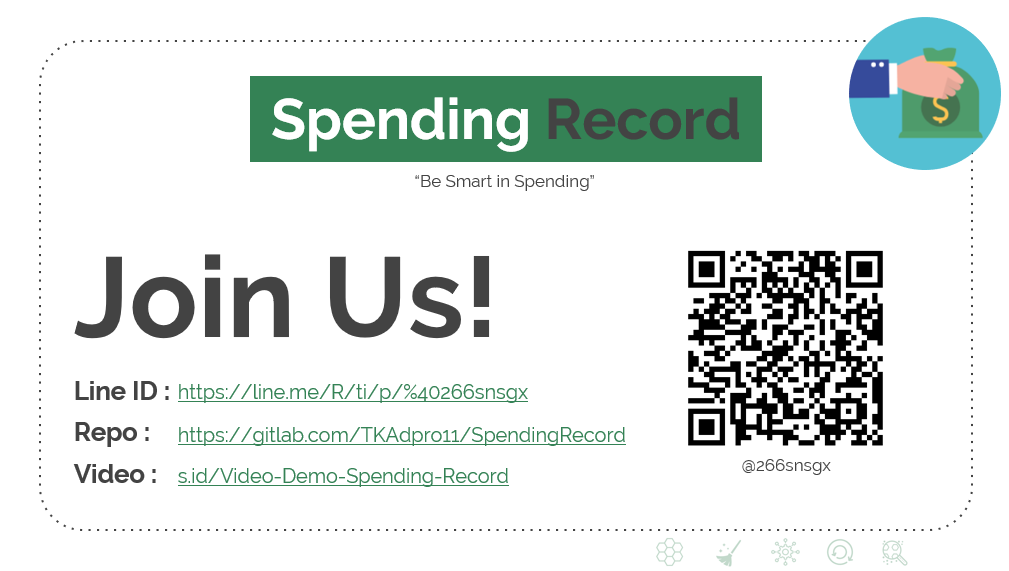 Spending Record
“Be Smart in Spending”
Join Us!
Line ID : https://line.me/R/ti/p/%40266snsgx
Repo : https://gitlab.com/TKAdpro11/SpendingRecord
Video : s.id/Video-Demo-Spending-Record
@266snsgx